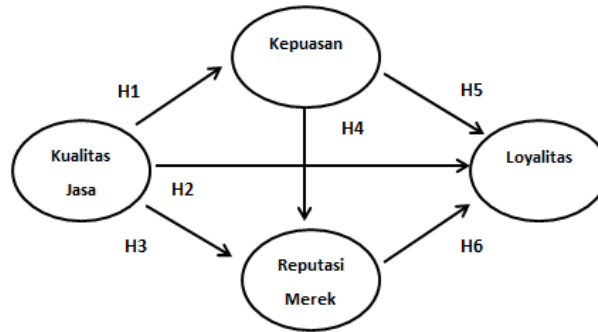 Kepuasan
H1
H5
H4
Kualitas
Jasa
Loyalitas
H2
H3
H6
Reputasi
Merek